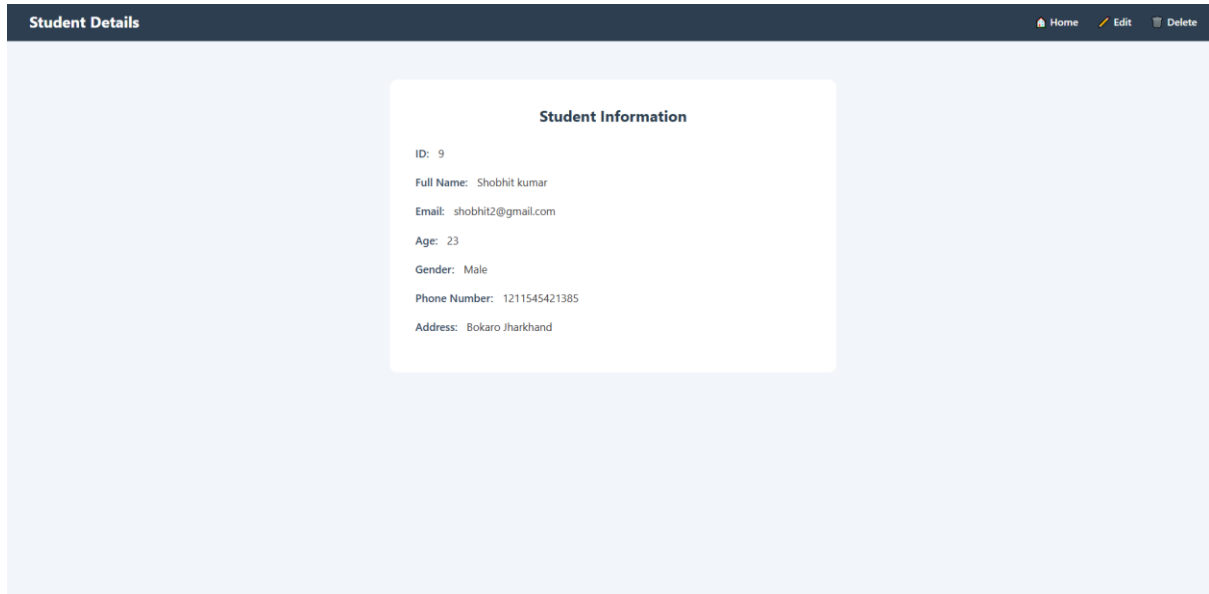 Student Details
Home Edit Delete
Student Information
ID: 9
Full Name: Shobhit kumar
Email: shobhit2@gmail.com
Age: 23
Gender: Male
Phone Number: 1211545421385
Address: Bokaro Jharkhand